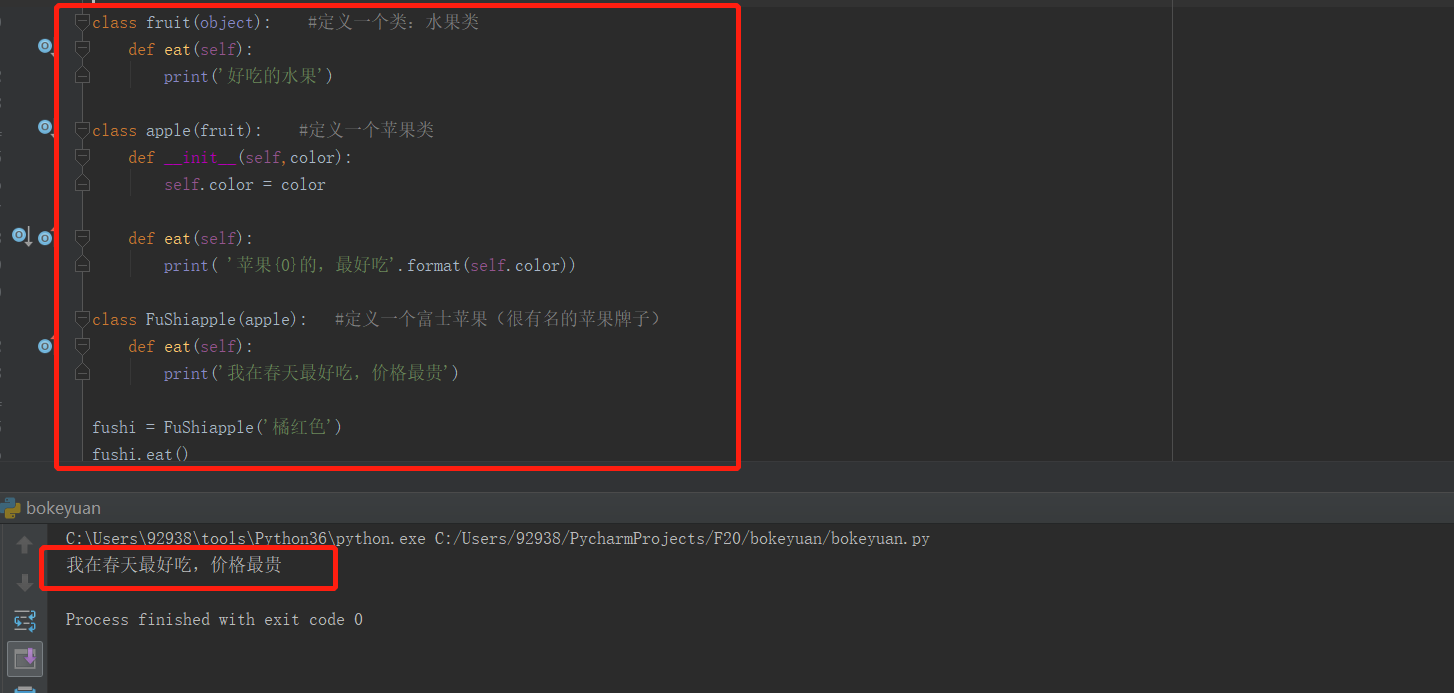 class fruit(object):    #定义一个类：水果类
    def eat(self):
        print('好吃的水果')
class apple(fruit):    #定义一个苹果类
    def __init__(self,color):
        self.color = color
    def eat(self):
        print( '苹果{0}的，最好吃'.format(self.color))
class FuShiapple(apple):   #定义一个富士苹果（很有名的苹果牌子）
    def eat(self):
        print('我在春天最好吃，价格最贵')
fushi = FuShiapple('橘红色')
fushi.eat()
bokeyuan
C:\Users\92938\tools\Python36\python.exe C:/Users/92938/PycharmProjects/F20/bokeyuan/bokeyuan.py
我在春天最好吃，价格最贵
Process finished with exit code 0